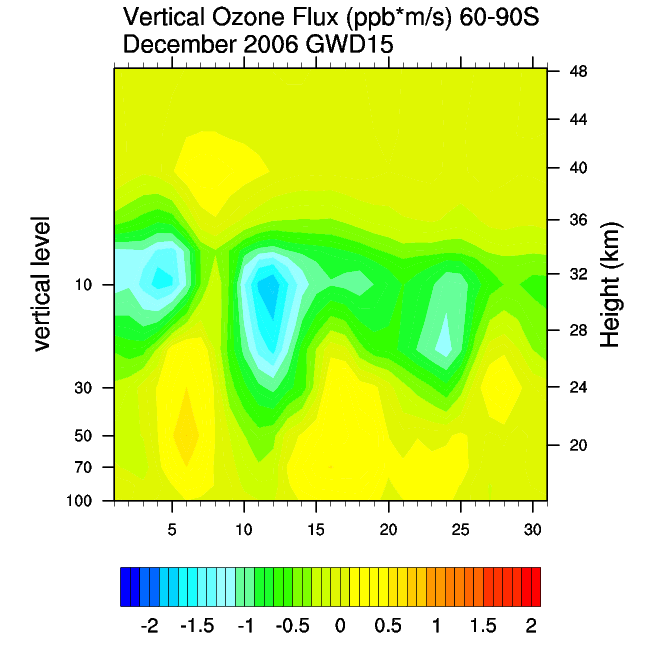 Vertical Ozone Flux (ppb*m/s) 60-90S
December 2006 GWD15
vertical level
10
30
50
70
100
48
44
40
36
32
28
24
20
Height (km)
5 10 15 20 25 30
-2 -1.5 -1 -0.5 0 0.5 1 1.5 2